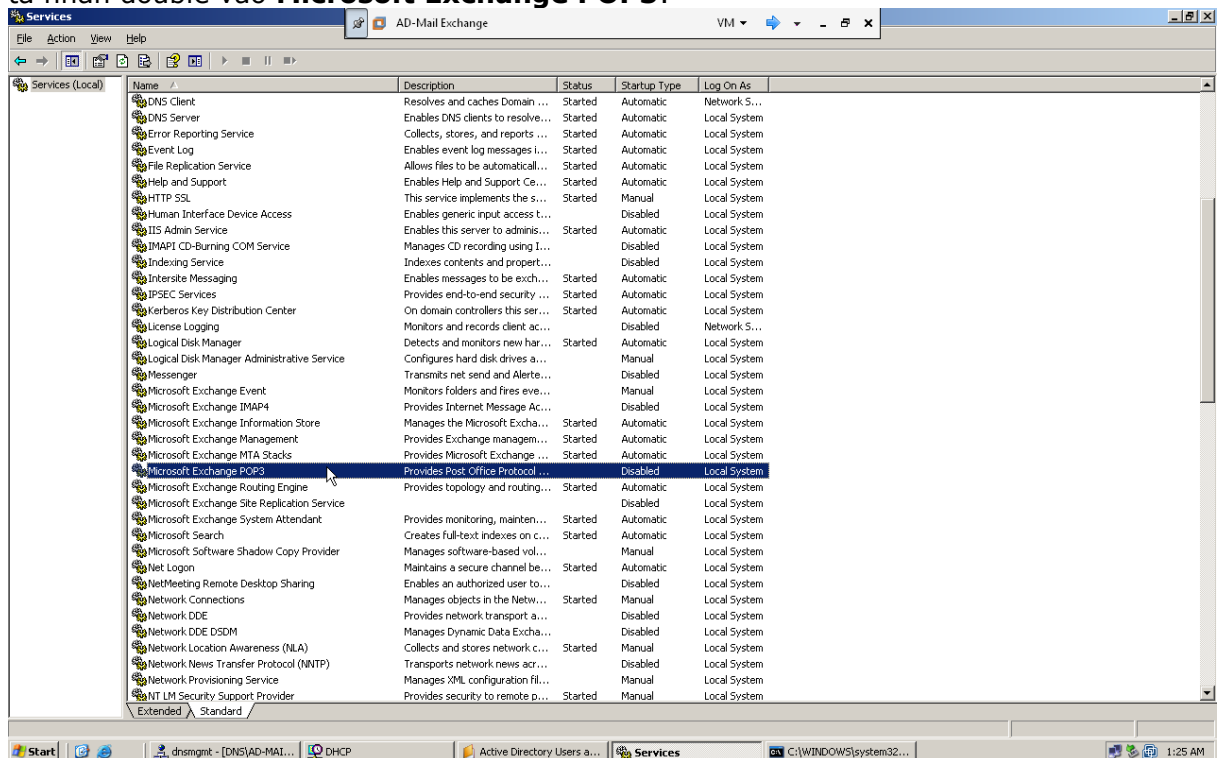 ta nhấn double vào Microsoft Exchange POP3.
Services
AD-Mail Exchange VM
File Action View Help
Services (Local)
Name Description Status Startup Type Log On As
DNS Client Resolves and caches Domain ... Started Automatic Network S...
DNS Server Enables DNS clients to resolve... Started Automatic Local System
Error Reporting Service Collects, stores, and reports ... Started Automatic Local System
Event Log Enables event log messages i... Started Automatic Local System
File Replication Service Allows files to be automaticall... Started Automatic Local System
Help and Support Enables Help and Support Ce... Started Automatic Local System
HTTP SSL This service implements the s... Started Manual Local System
Human Interface Device Access Enables generic input access t... Disabled Local System
IIS Admin Service Enables this server to adminis... Started Automatic Local System
IMAPI CD-Burning COM Service Manages CD recording using I... Disabled Local System
Indexing Service Indexes contents and propert... Disabled Local System
Intersite Messaging Enables messages to be exch... Started Automatic Local System
IPSEC Services Provides end-to-end security ... Started Automatic Local System
Kerberos Key Distribution Center On domain controllers this ser... Started Automatic Local System
License Logging Monitors and records client ac... Disabled Network S...
Logical Disk Manager Detects and monitors new har... Started Automatic Local System
Logical Disk Manager Administrative Service Configures hard disk drives a... Manual Local System
Messenger Transmits net send and Alerte... Disabled Local System
Microsoft Exchange Event Monitors folders and fires eve... Manual Local System
Microsoft Exchange IMAP4 Provides Internet Message Ac... Disabled Local System
Microsoft Exchange Information Store Manages the Microsoft Excha... Started Automatic Local System
Microsoft Exchange Management Provides Exchange managem... Started Automatic Local System
Microsoft Exchange MTA Stacks Provides Microsoft Exchange ... Started Automatic Local System
Microsoft Exchange POP3 Provides Post Office Protocol ... Disabled Local System
Microsoft Exchange Routing Engine Provides topology and routing... Started Automatic Local System
Microsoft Exchange Site Replication Service Disabled Local System
Microsoft Exchange System Attendant Provides monitoring, mainten... Started Automatic Local System
Microsoft Search Creates full-text indexes on c... Started Automatic Local System
Microsoft Software Shadow Copy Provider Manages software-based vol... Manual Local System
Net Logon Maintains a secure channel be... Started Automatic Local System
NetMeeting Remote Desktop Sharing Enables an authorized user to... Disabled Local System
Network Connections Manages objects in the Netw... Started Manual Local System
Network DDE Provides network transport a... Disabled Local System
Network DDE DSDM Manages Dynamic Data Excha... Disabled Local System
Network Location Awareness (NLA) Collects and stores network c... Started Manual Local System
Network News Transfer Protocol (NNTP) Transports network news acr... Disabled Local System
Network Provisioning Service Manages XML configuration fil... Manual Local System
NT LM Security Support Provider Provides security to remote p... Started Manual Local System
Extended Standard
Start dnsmgmt - [DNS\AD-MAI... DHCP Active Directory Users a... Services C:\WINDOWS\system32... 1:25 AM